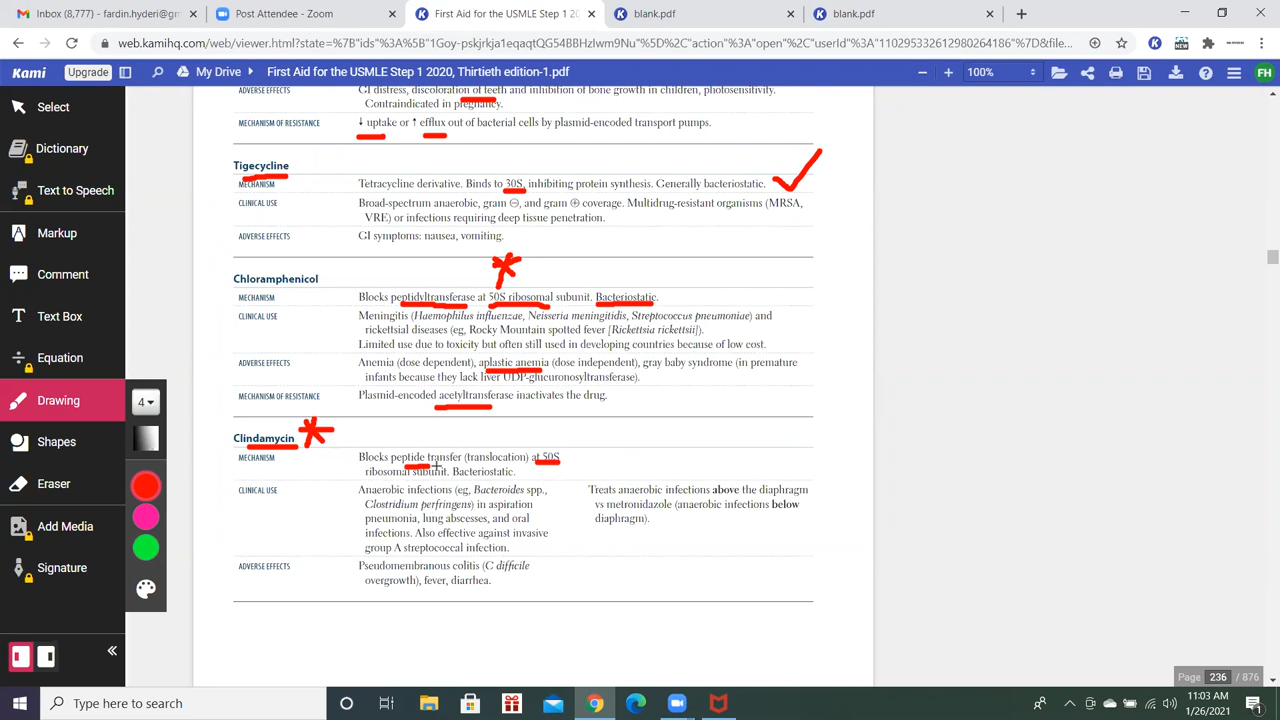 Inbox (8,777) - fardin.hyderi@gm
Post Attendee - Zoom
First Aid for the USMLE Step 1 20
blank.pdf
blank.pdf
web.kamihq.com/web/viewer.html?state=%7B"ids"%3A%5B"1Goy-pskjtkja1eqaqtQG54BBHzlwm9Nu"%5D%2C"action"%3A"open"%2C"userId"%3A"110295332612980264186"%7D&file...
Kami
Upgrade
My Drive
First Aid for the USMLE Step 1 2020, Thirtieth edition-1.pdf
100%
FH
Select
Dictionary
Text to Speech
Markup
Comment
Text Box
Equation
Drawing
4
Shapes
Eraser
Add Media
Signature
ADVERSE EFFECTS
GI distress, discoloration of teeth and inhibition of bone growth in children, photosensitivity.
Contraindicated in pregnancy.
MECHANISM OF RESISTANCE
↓ uptake or ↑ efflux out of bacterial cells by plasmid-encoded transport pumps.
Tigecycline
MECHANISM
Tetracycline derivative. Binds to 30S, inhibiting protein synthesis. Generally bacteriostatic.
CLINICAL USE
Broad-spectrum anaerobic, gram ⊖, and gram ⊕ coverage. Multidrug-resistant organisms (MRSA,
VRE) or infections requiring deep tissue penetration.
ADVERSE EFFECTS
GI symptoms: nausea, vomiting.
Chloramphenicol
MECHANISM
Blocks peptidyltransferase at 50S ribosomal subunit. Bacteriostatic.
CLINICAL USE
Meningitis (Haemophilus influenzae, Neisseria meningitidis, Streptococcus pneumoniae) and
rickettsial diseases (eg, Rocky Mountain spotted fever [Rickettsia rickettsii]).
Limited use due to toxicity but often still used in developing countries because of low cost.
ADVERSE EFFECTS
Anemia (dose dependent), aplastic anemia (dose independent), gray baby syndrome (in premature
infants because they lack liver UDP-glucuronosyltransferase).
MECHANISM OF RESISTANCE
Plasmid-encoded acetyltransferase inactivates the drug.
Clindamycin
MECHANISM
Blocks peptide transfer (translocation) at 50S
ribosomal subunit. Bacteriostatic.
CLINICAL USE
Anaerobic infections (eg, Bacteroides spp.,
Clostridium perfringens) in aspiration
pneumonia, lung abscesses, and oral
infections. Also effective against invasive
group A streptococcal infection.
Treats anaerobic infections above the diaphragm
vs metronidazole (anaerobic infections below
diaphragm).
ADVERSE EFFECTS
Pseudomembranous colitis (C difficile
overgrowth), fever, diarrhea.
Page 236 / 876
Type here to search
11:03 AM
1/26/2021